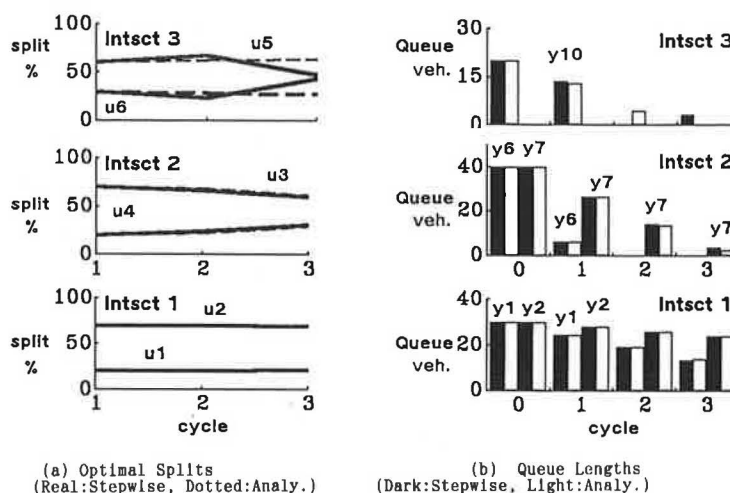 100
split
%
50
0
Intsct 3
u5
u6
100
split
%
50
0
Intsct 2
u3
u4
1 2 3
100
split
%
50
0
Intsct 1
u2
u1
1 2 3
cycle
(a) Optimal Splits
(Real:Stepwise, Dotted:Analy.)
30
Queue
veh.
15
0
Intsct 3
y10
Queue
veh.
40
20
0
Intsct 2
y6 y7
y6
y7
y7
y7
0 1 2 3
40
Queue
veh.
20
0
Intsct 1
y1 y2
y1
y2
0 1 2 3
cycle
(b) Queue Lengths
(Dark:Stepwise, Light:Analy.)